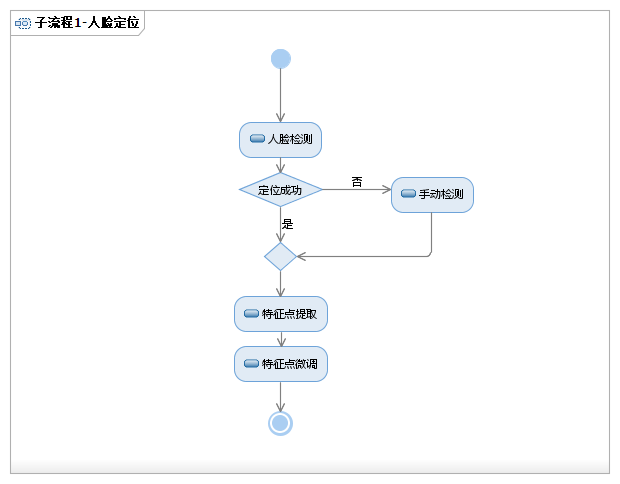 子流程1-人脸定位
人脸检测
定位成功
否
手动检测
是
特征点提取
特征点微调